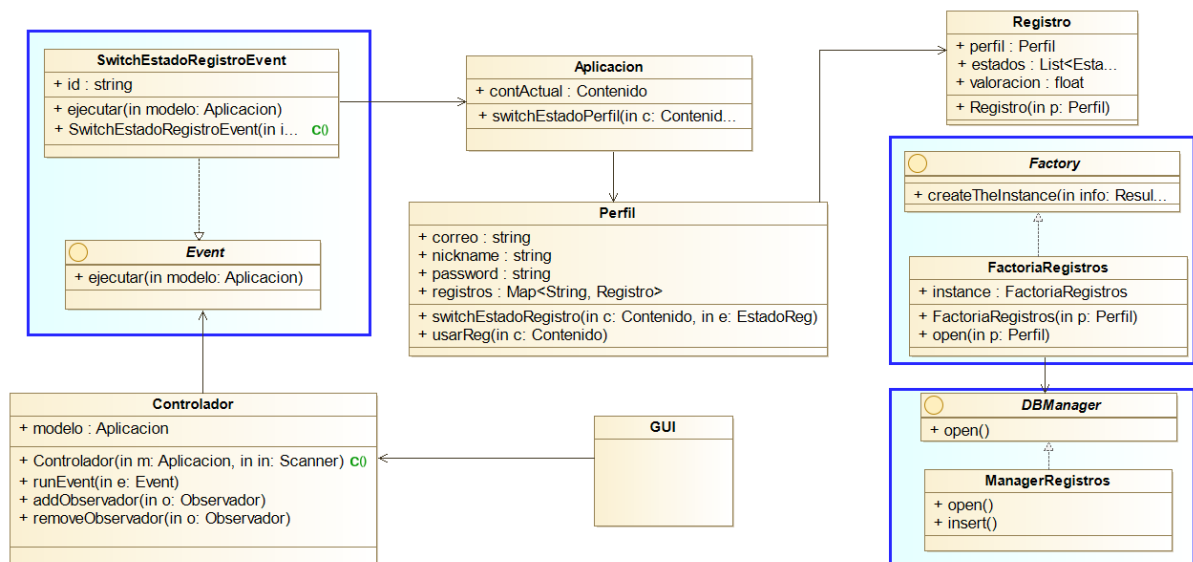 SwitchEstadoRegistroEvent
+ id : string
+ ejecutar(in modelo: Aplicacion)
+ SwitchEstadoRegistroEvent(in i... C()
Event
+ ejecutar(in modelo: Aplicacion)
Controlador
+ modelo : Aplicacion
+ Controlador(in m: Aplicacion, in in: Scanner) C()
+ runEvent(in e: Event)
+ addObservador(in o: Observador)
+ removeObservador(in o: Observador)
Aplicacion
+ contActual : Contenido
+ switchEstadoPerfil(in c: Contenid...
Perfil
+ correo : string
+ nickname : string
+ password : string
+ registros : Map<String, Registro>
+ switchEstadoRegistro(in c: Contenido, in e: EstadoReg)
+ usarReg(in c: Contenido)
GUI
Registro
+ perfil : Perfil
+ estados : List<Esta...
+ valoracion : float
+ Registro(in p: Perfil)
Factory
+ createTheInstance(in info: Resul...
FactoriaRegistros
+ instance : FactoriaRegistros
+ FactoriaRegistros(in p: Perfil)
+ open(in p: Perfil)
DBManager
+ open()
ManagerRegistros
+ open()
+ insert()